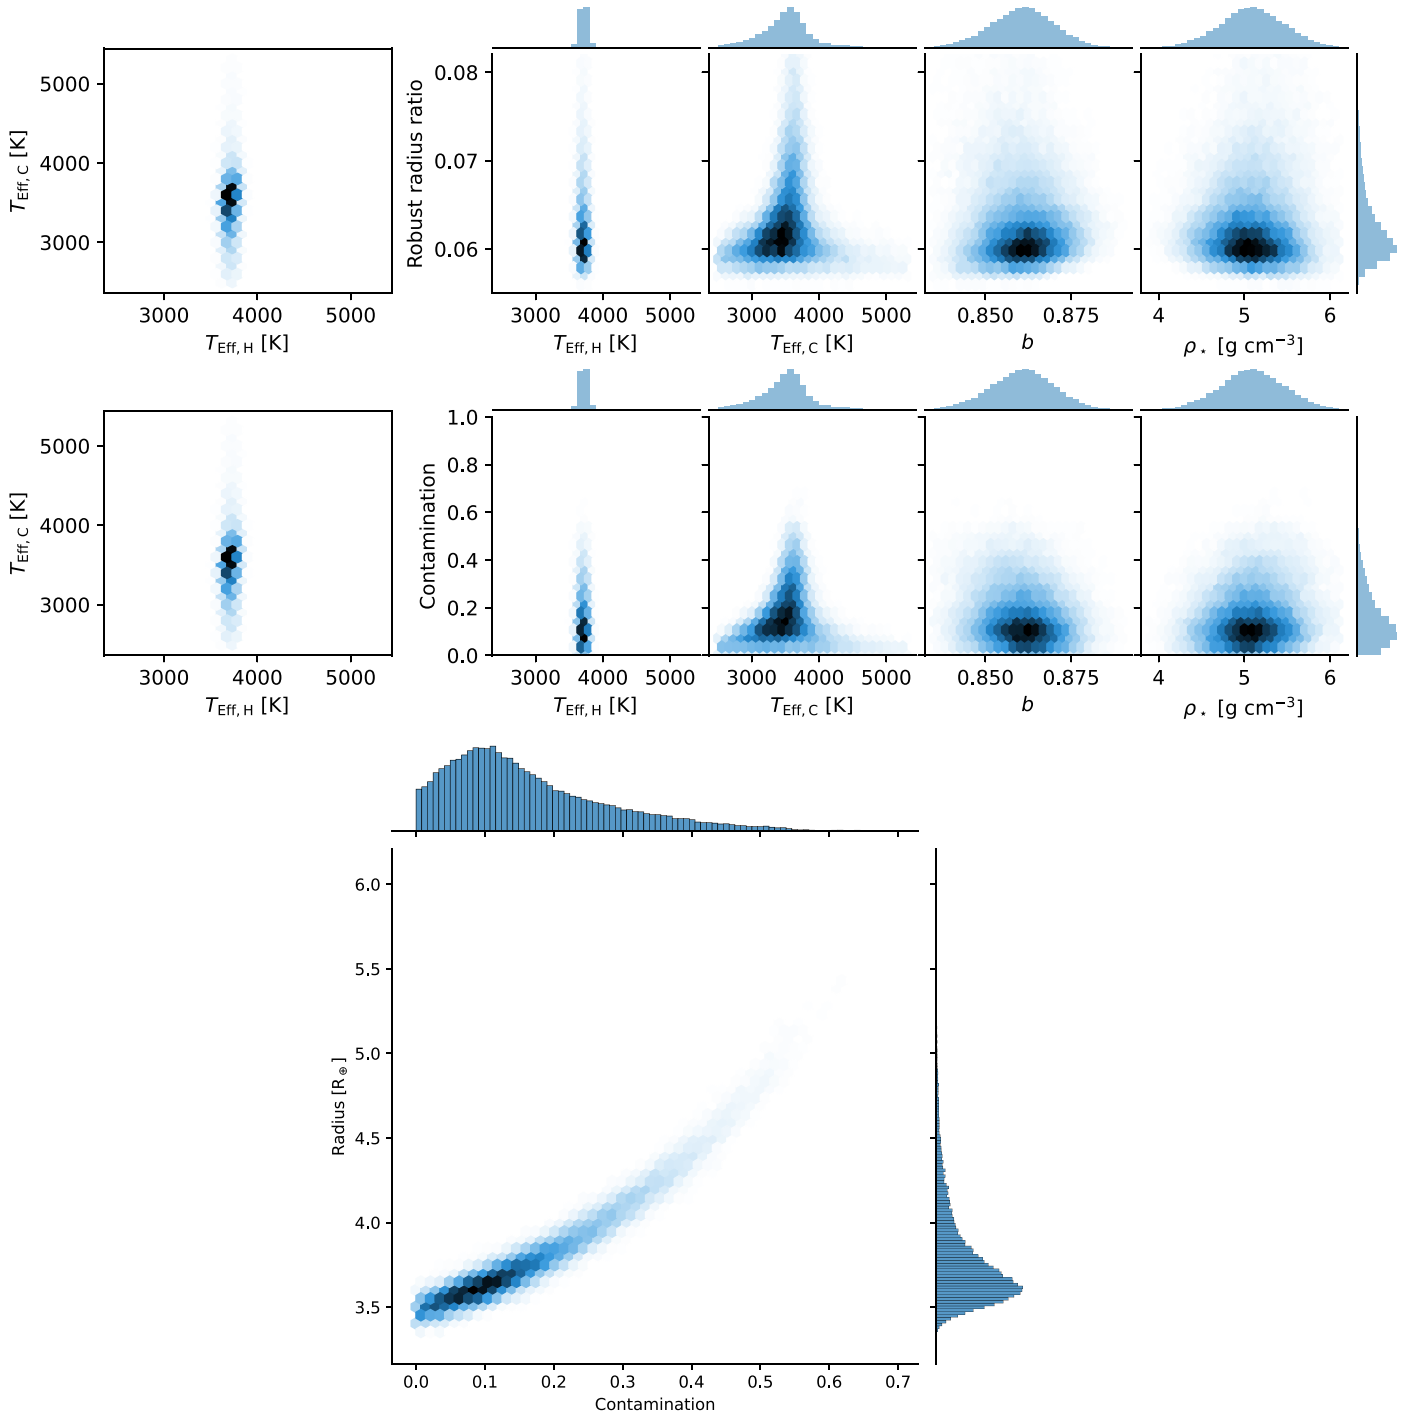 5000
4000
3000
T_Eff, C [K]
3000 4000 5000
T_Eff, H [K]
0.08
0.07
0.06
Robust radius ratio
3000 4000 5000
T_Eff, H [K]
3000 4000 5000
T_Eff, C [K]
0.850 0.875
b
4 5 6
ρ⋆ [g cm⁻³]
5000
4000
3000
T_Eff, C [K]
3000 4000 5000
T_Eff, H [K]
1.0
0.8
0.6
0.4
0.2
0.0
Contamination
3000 4000 5000
T_Eff, H [K]
3000 4000 5000
T_Eff, C [K]
0.850 0.875
b
4 5 6
ρ⋆ [g cm⁻³]
6.0
5.5
5.0
4.5
4.0
3.5
Radius [R⊕]
0.0 0.1 0.2 0.3 0.4 0.5 0.6 0.7
Contamination